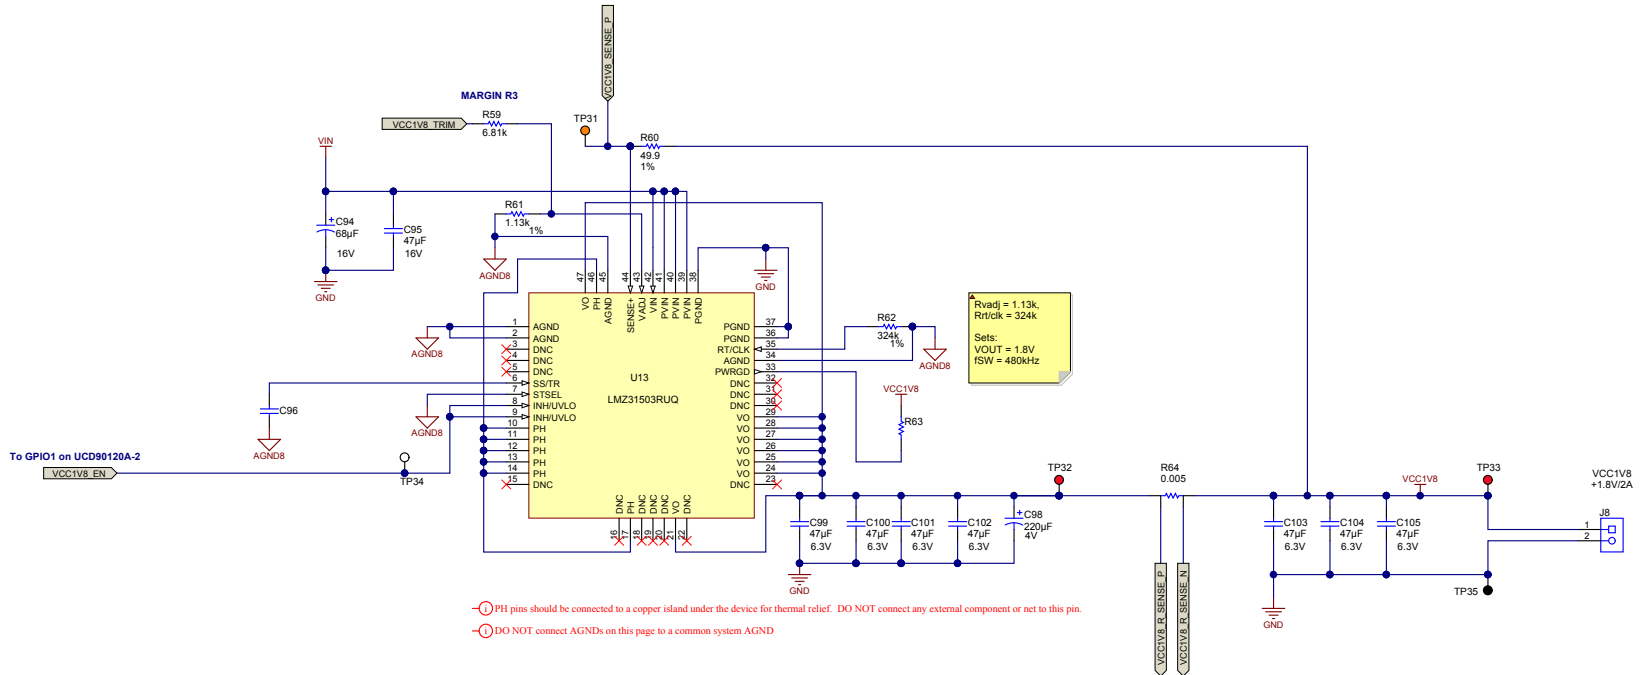 VCC1V8_SENSE_P
MARGIN R3
VCC1V8_TRIM
R59
6.81k
TP31
R60
49.9
1%
VIN
C94
68µF
16V
C95
47µF
16V
GND
R61
1.13k
1%
AGND8
GND
47 46 45 44 43 42 41 40 39 38
VO PH AGND SENSE+ VADJ VIN PVIN PVIN PVIN PGND
1 AGND
2 AGND
3 DNC
4 DNC
5 DNC
6 SS/TR
7 STSEL
8 INH/UVLO
9 INH/UVLO
10 PH
11 PH
12 PH
13 PH
14 PH
15 DNC
U13
LMZ31503RUQ
PGND 37
PGND 36
RT/CLK 35
AGND 34
PWRGD 33
DNC 32
DNC 31
DNC 30
VO 29
VO 28
VO 27
VO 26
VO 25
VO 24
DNC 23
DNC PH DNC DNC DNC VO DNC
16 17 18 19 20 21 22
AGND8
AGND8
C96
AGND8
To GPIO1 on UCD90120A-2
VCC1V8_EN
TP34
R62
324k
1%
AGND8
Rvadj = 1.13k,
Rrt/clk = 324k
Sets:
VOUT = 1.8V
fSW = 480kHz
VCC1V8
R63
TP32
R64
0.005
C99
47µF
6.3V
C100
47µF
6.3V
C101
47µF
6.3V
C102
47µF
6.3V
C98
220µF
4V
GND
VCC1V8_R_SENSE_P
VCC1V8_R_SENSE_N
C103
47µF
6.3V
C104
47µF
6.3V
C105
47µF
6.3V
GND
VCC1V8
TP33
TP35
VCC1V8
+1.8V/2A
J8
1
2
PH pins should be connected to a copper island under the device for thermal relief. DO NOT connect any external component or net to this pin.
DO NOT connect AGNDs on this page to a common system AGND